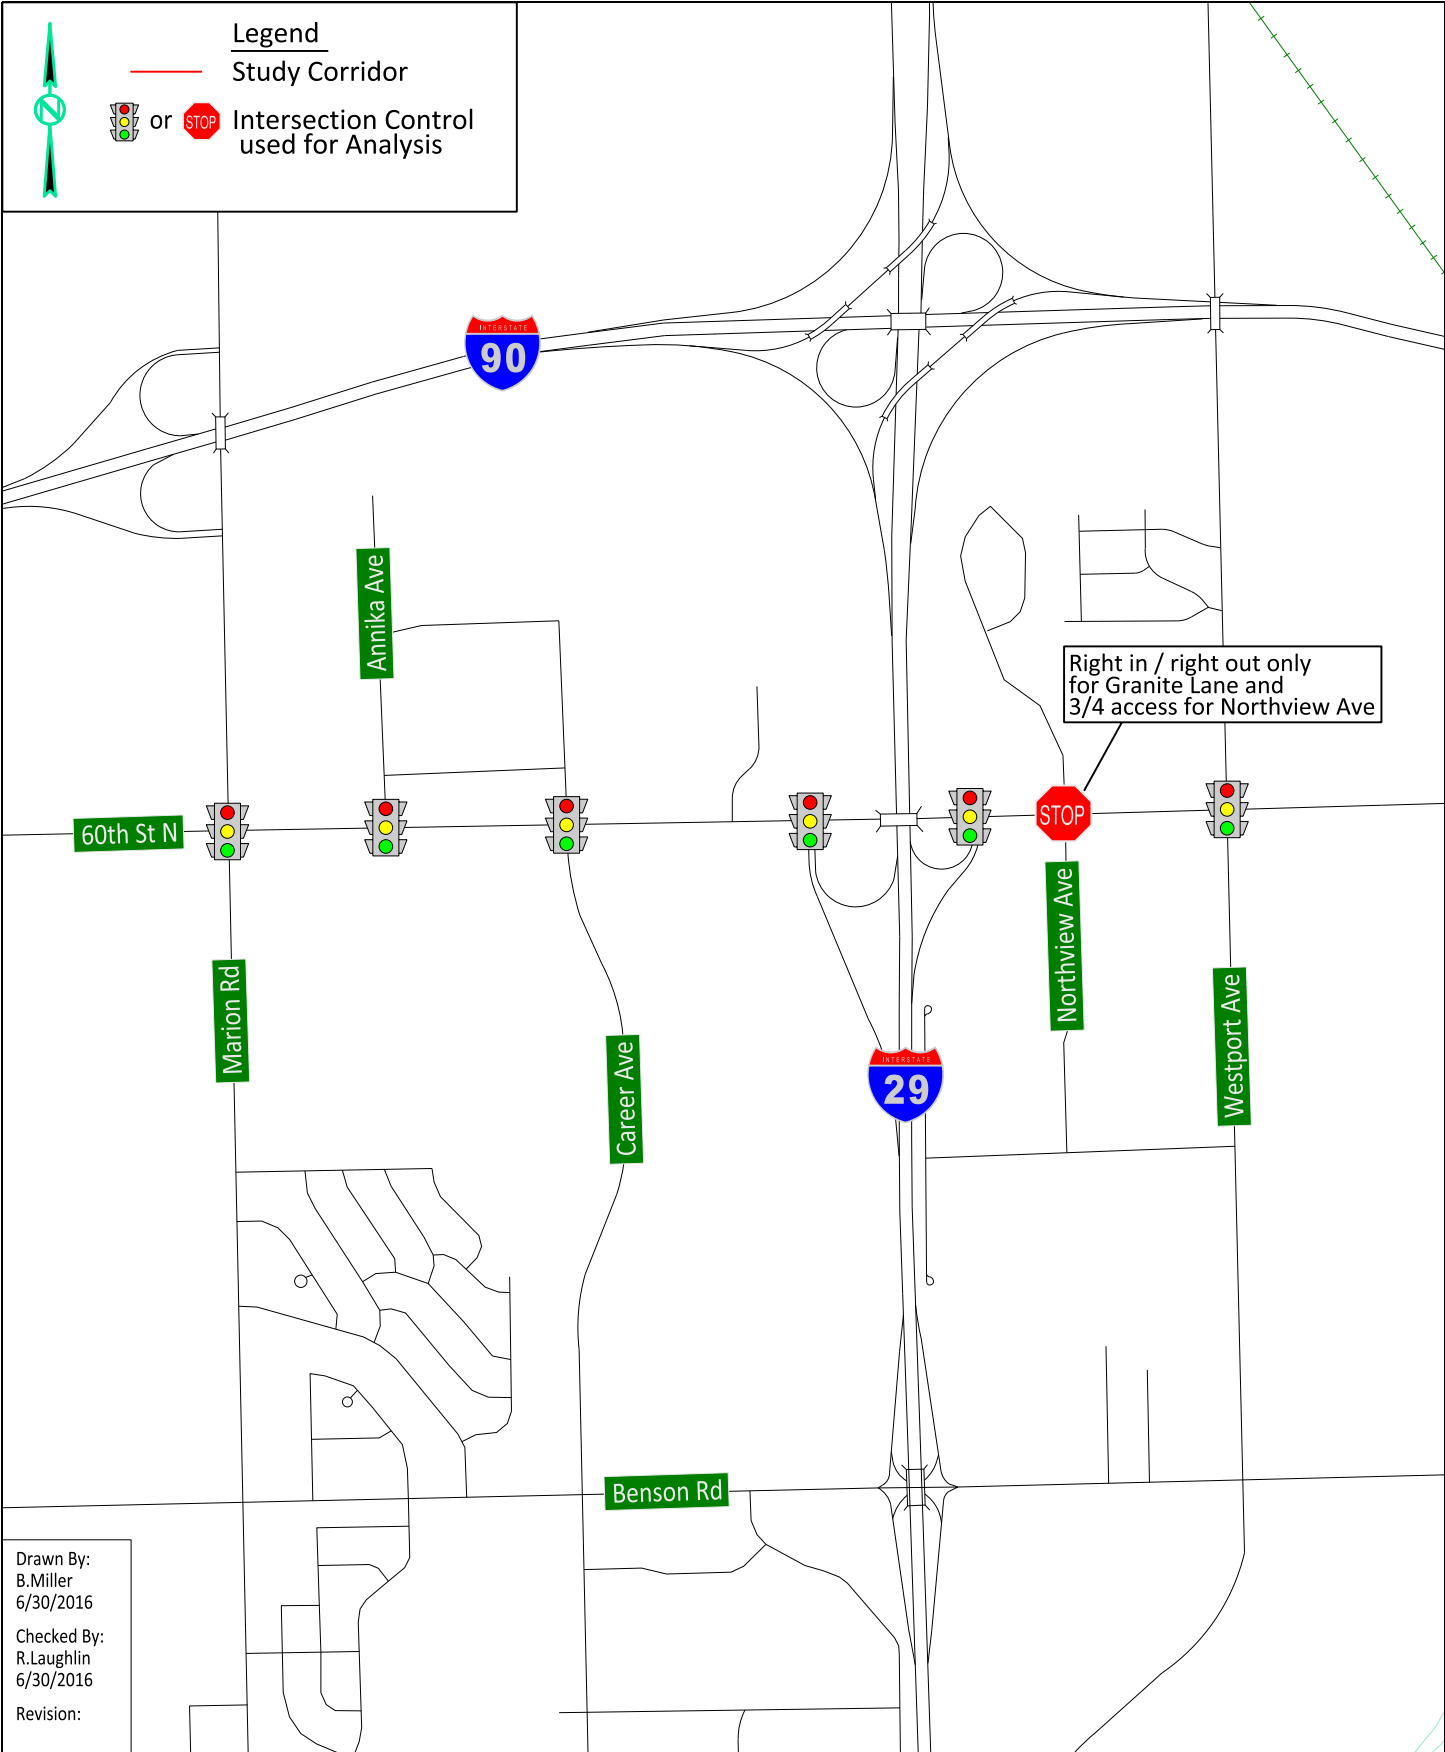 Legend
Study Corridor
or
STOP
Intersection Control
used for Analysis
N
INTERSTATE
90
Annika Ave
Right in / right out only
for Granite Lane and
3/4 access for Northview Ave
60th St N
STOP
Marion Rd
Career Ave
Northview Ave
Westport Ave
INTERSTATE
29
Benson Rd
Drawn By:
B.Miller
6/30/2016
Checked By:
R.Laughlin
6/30/2016
Revision: